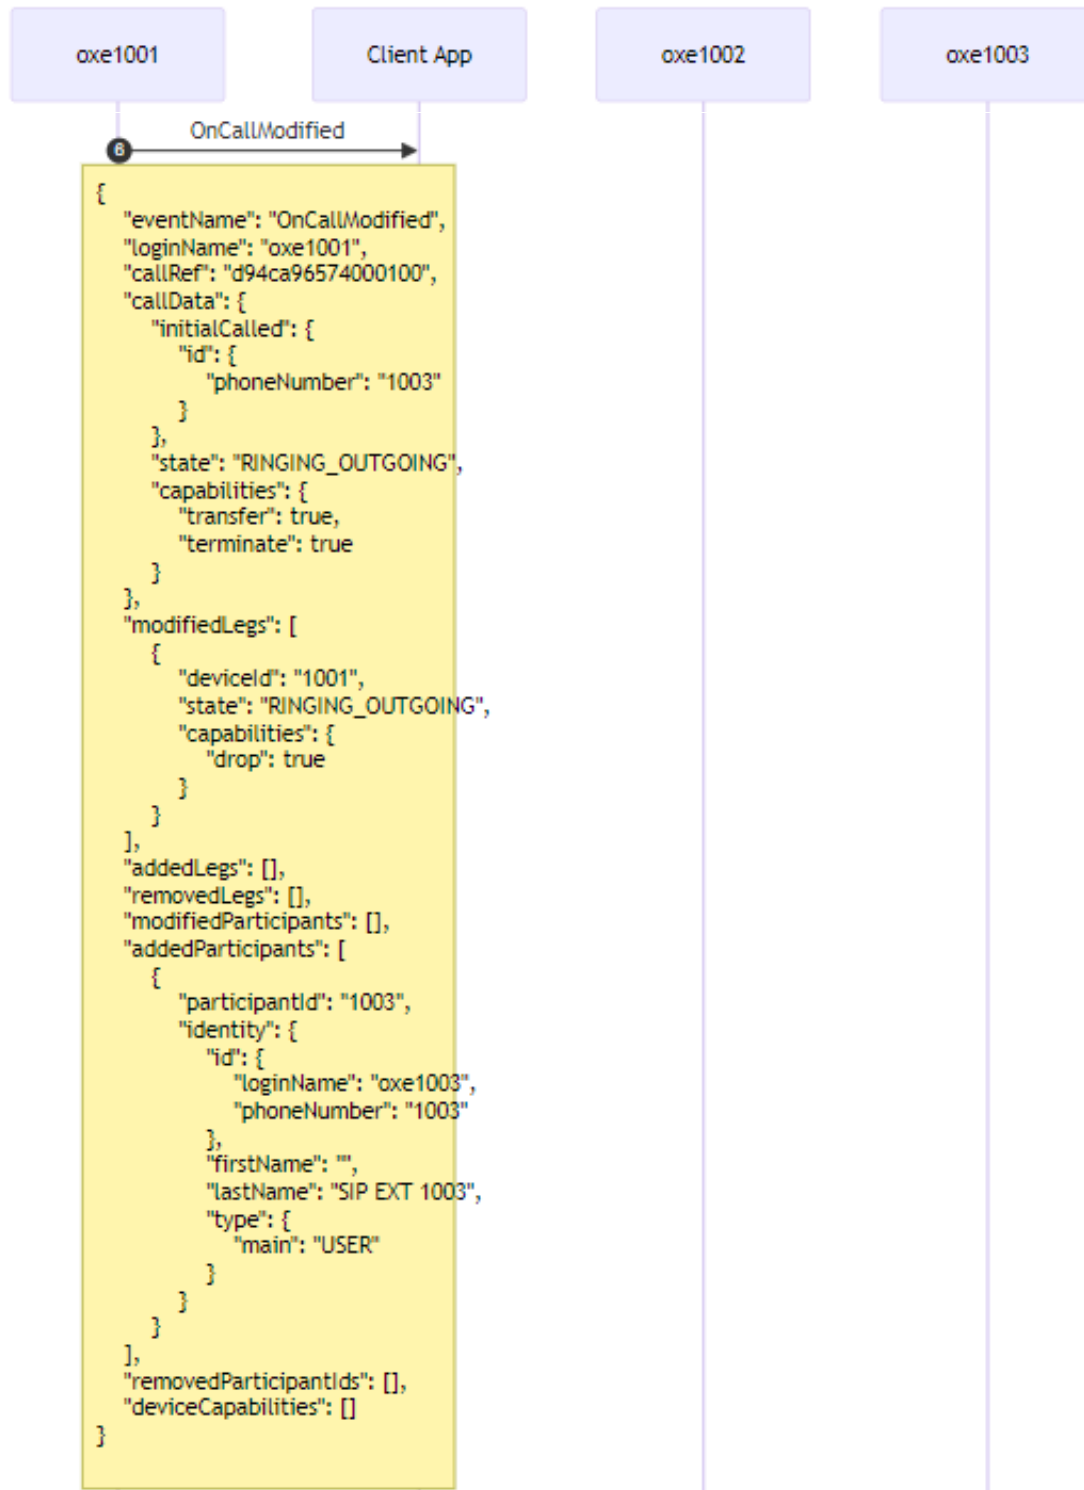 oxe1001 Client App oxe1002 oxe1003
OnCallModified
6
{
"eventName": "OnCallModified",
"loginName": "oxe1001",
"callRef": "d94ca96574000100",
"callData": {
"initialCalled": {
"id": {
"phoneNumber": "1003"
}
},
"state": "RINGING_OUTGOING",
"capabilities": {
"transfer": true,
"terminate": true
}
},
"modifiedLegs": [
{
"deviceId": "1001",
"state": "RINGING_OUTGOING",
"capabilities": {
"drop": true
}
}
],
"addedLegs": [],
"removedLegs": [],
"modifiedParticipants": [],
"addedParticipants": [
{
"participantId": "1003",
"identity": {
"id": {
"loginName": "oxe1003",
"phoneNumber": "1003"
},
"firstName": "",
"lastName": "SIP EXT 1003",
"type": {
"main": "USER"
}
}
}
],
"removedParticipantIds": [],
"deviceCapabilities": []
}